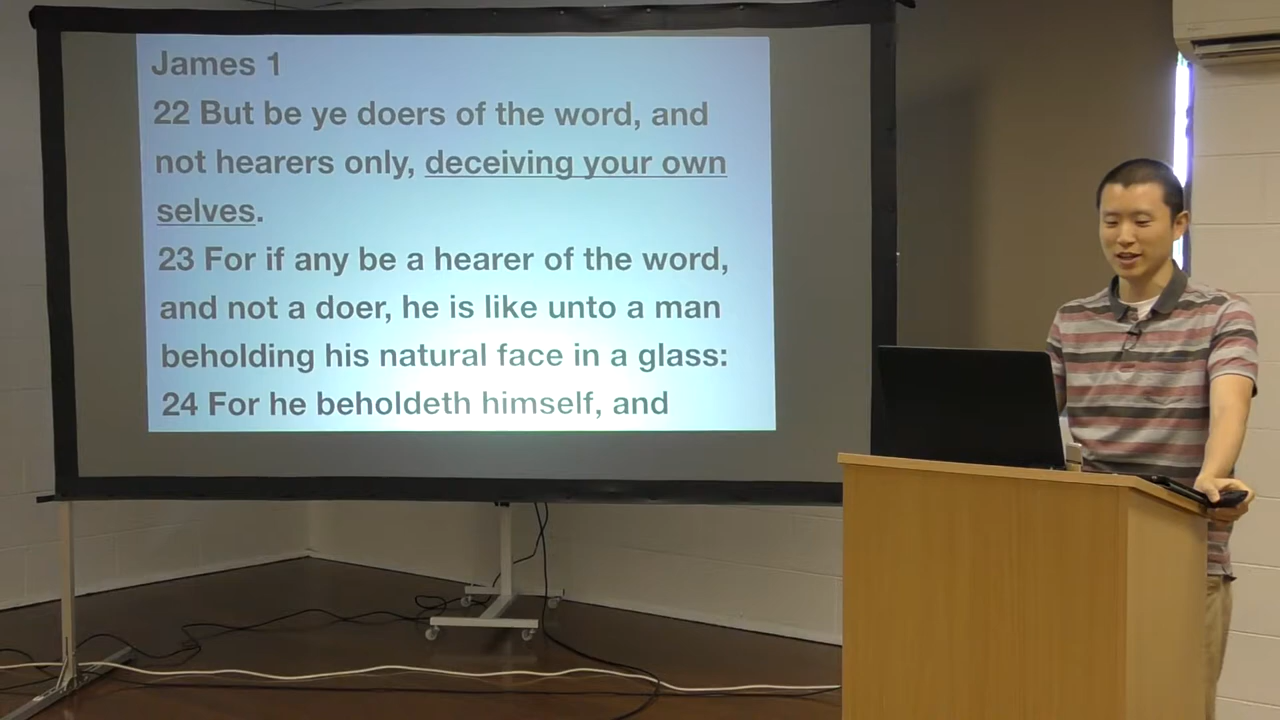 James 1
22 But be ye doers of the word, and
not hearers only, deceiving your own
selves.
23 For if any be a hearer of the word,
and not a doer, he is like unto a man
beholding his natural face in a glass:
24 For he beholdeth himself, and